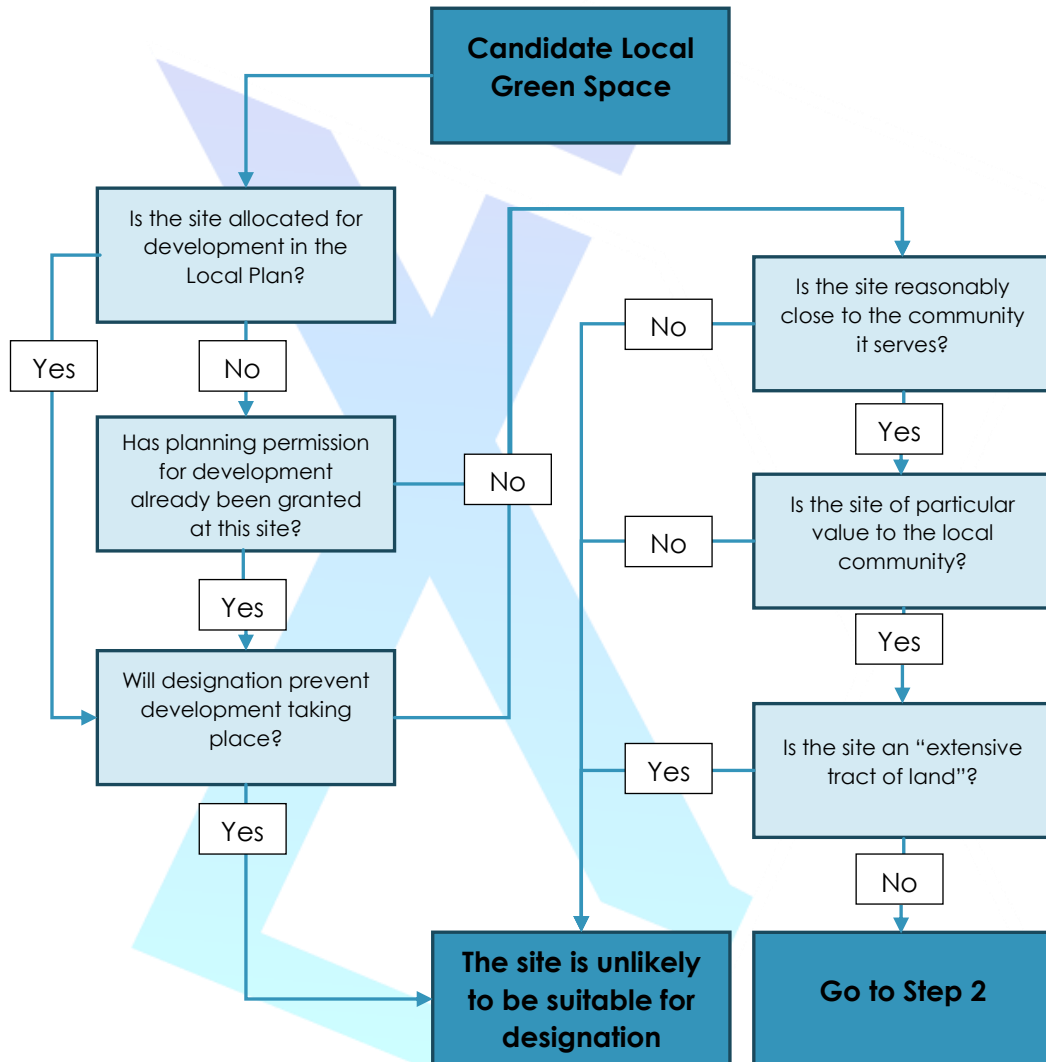 Candidate Local
Green Space
Is the site allocated for
development in the
Local Plan?
Yes
No
Has planning permission
for development
already been granted
at this site?
No
Yes
Will designation prevent
development taking
place?
Yes
Is the site reasonably
close to the community
it serves?
No
Yes
Is the site of particular
value to the local
community?
No
Yes
Is the site an “extensive
tract of land”?
Yes
No
The site is unlikely
to be suitable for
designation
Go to Step 2